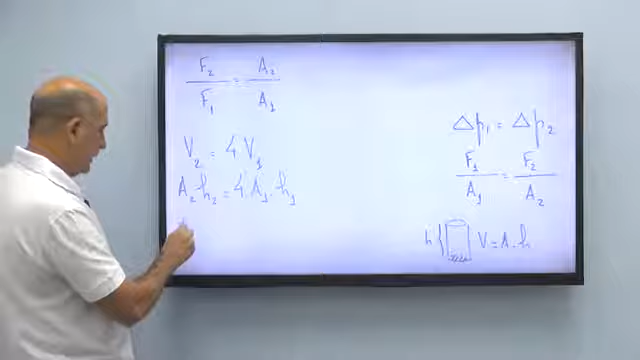 F₂/F₁ = A₂/A₁
V₂ = 4 V₁
A₂ · h₂ = 4 · A₁ · h₁
Δp₁ = Δp₂
F₁/A₁ = F₂/A₂
h { V = A · h